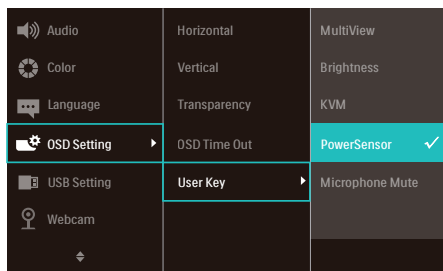 Audio
Color
Language
OSD Setting
USB Setting
Webcam
Horizontal
Vertical
Transparency
OSD Time Out
User Key
MultiView
Brightness
KVM
PowerSensor
Microphone Mute